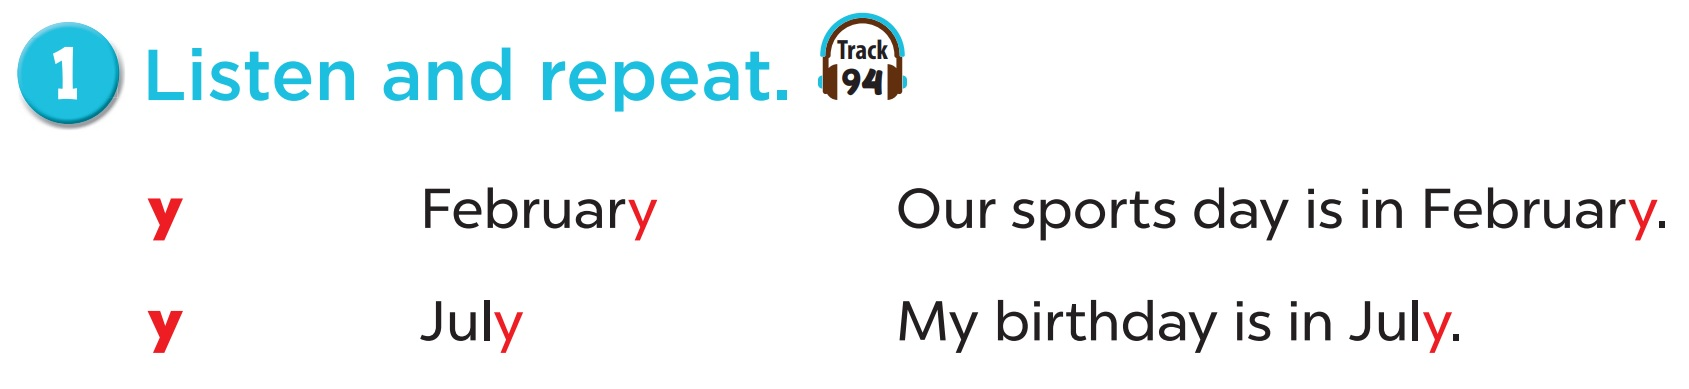 1 Listen and repeat. Track 94
y February Our sports day is in February.
y July My birthday is in July.